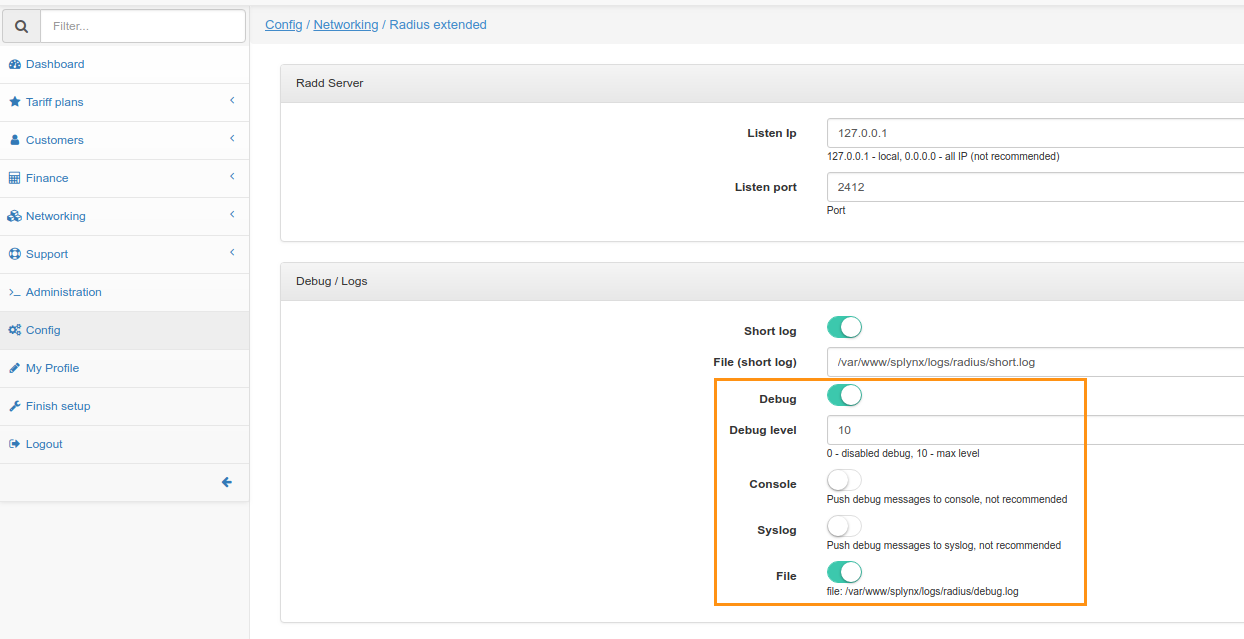 Filter...
Config / Networking / Radius extended
Dashboard
Tariff plans
Customers
Finance
Networking
Support
Administration
Config
My Profile
Finish setup
Logout
Radd Server
Listen Ip
127.0.0.1
127.0.0.1 - local, 0.0.0.0 - all IP (not recommended)
Listen port
2412
Port
Debug / Logs
Short log
File (short log)
/var/www/splynx/logs/radius/short.log
Debug
Debug level
10
0 - disabled debug, 10 - max level
Console
Push debug messages to console, not recommended
Syslog
Push debug messages to syslog, not recommended
File
file: /var/www/splynx/logs/radius/debug.log